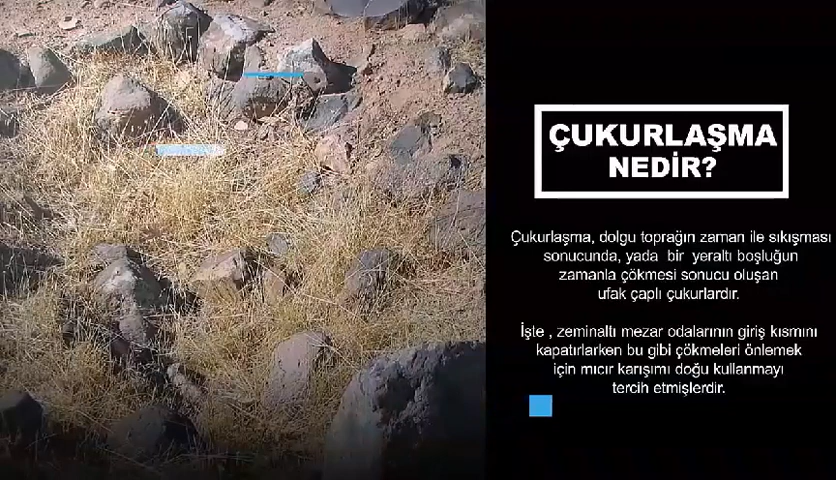 ÇUKURLAŞMA
NEDİR?
Çukurlaşma, dolgu toprağın zaman ile sıkışması
sonucunda, yada bir yeraltı boşluğun
zamanla çökmesi sonucu oluşan
ufak çaplı çukurlardır.
İşte , zeminaltı mezar odalarının giriş kısmını
kapatırlarken bu gibi çökmeleri önlemek
için mıcır karışımı doğu kullanmayı
tercih etmişlerdir.